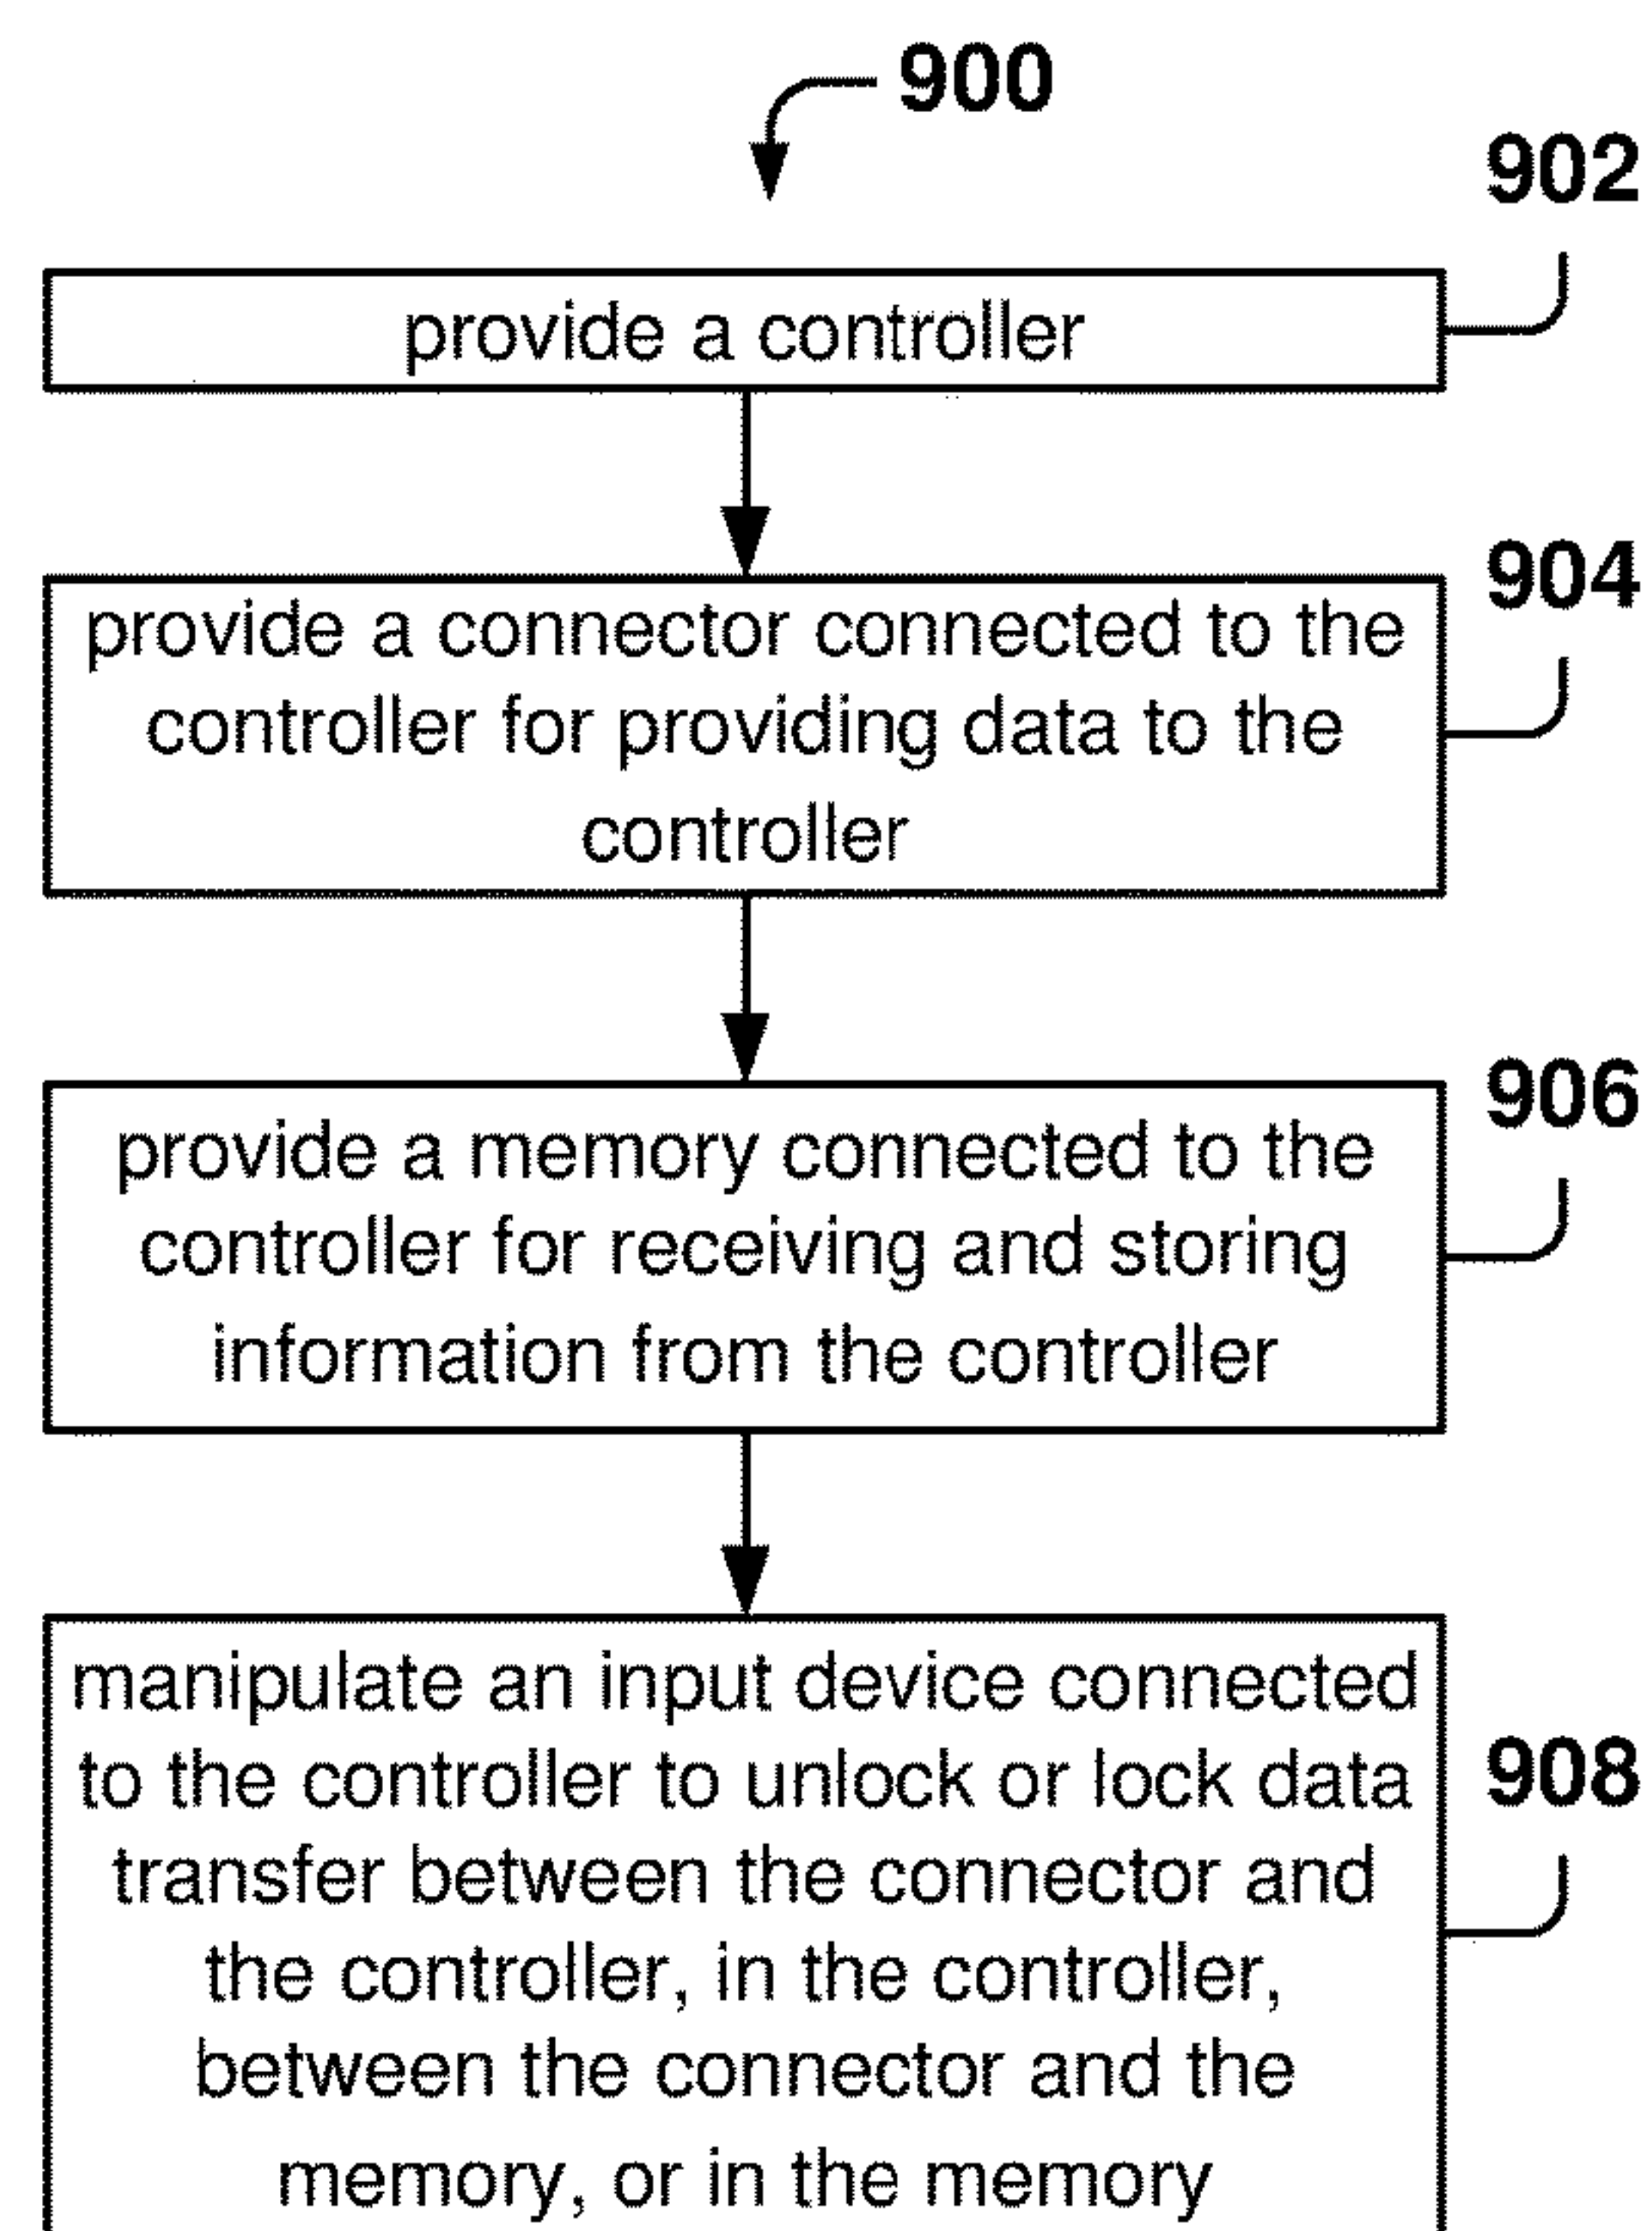 900
902
provide a controller
904
provide a connector connected to the
controller for providing data to the
controller
906
provide a memory connected to the
controller for receiving and storing
information from the controller
908
manipulate an input device connected
to the controller to unlock or lock data
transfer between the connector and
the controller, in the controller,
between the connector and the
memory, or in the memory